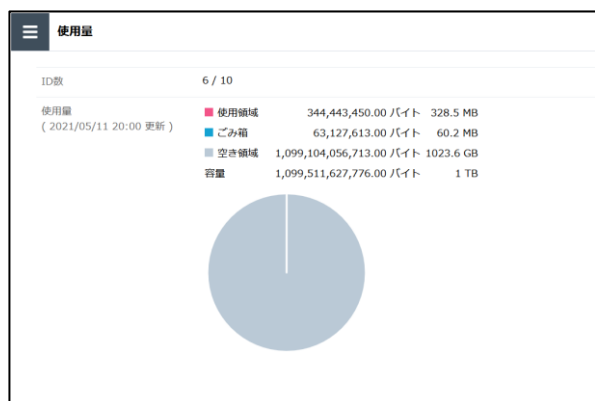 使用量
ID数 6 / 10
使用量 使用領域 344,443,450.00 バイト 328.5 MB
( 2021/05/11 20:00 更新 ) ごみ箱 63,127,613.00 バイト 60.2 MB
空き領域 1,099,104,056,713.00 バイト 1023.6 GB
容量 1,099,511,627,776.00 バイト 1 TB